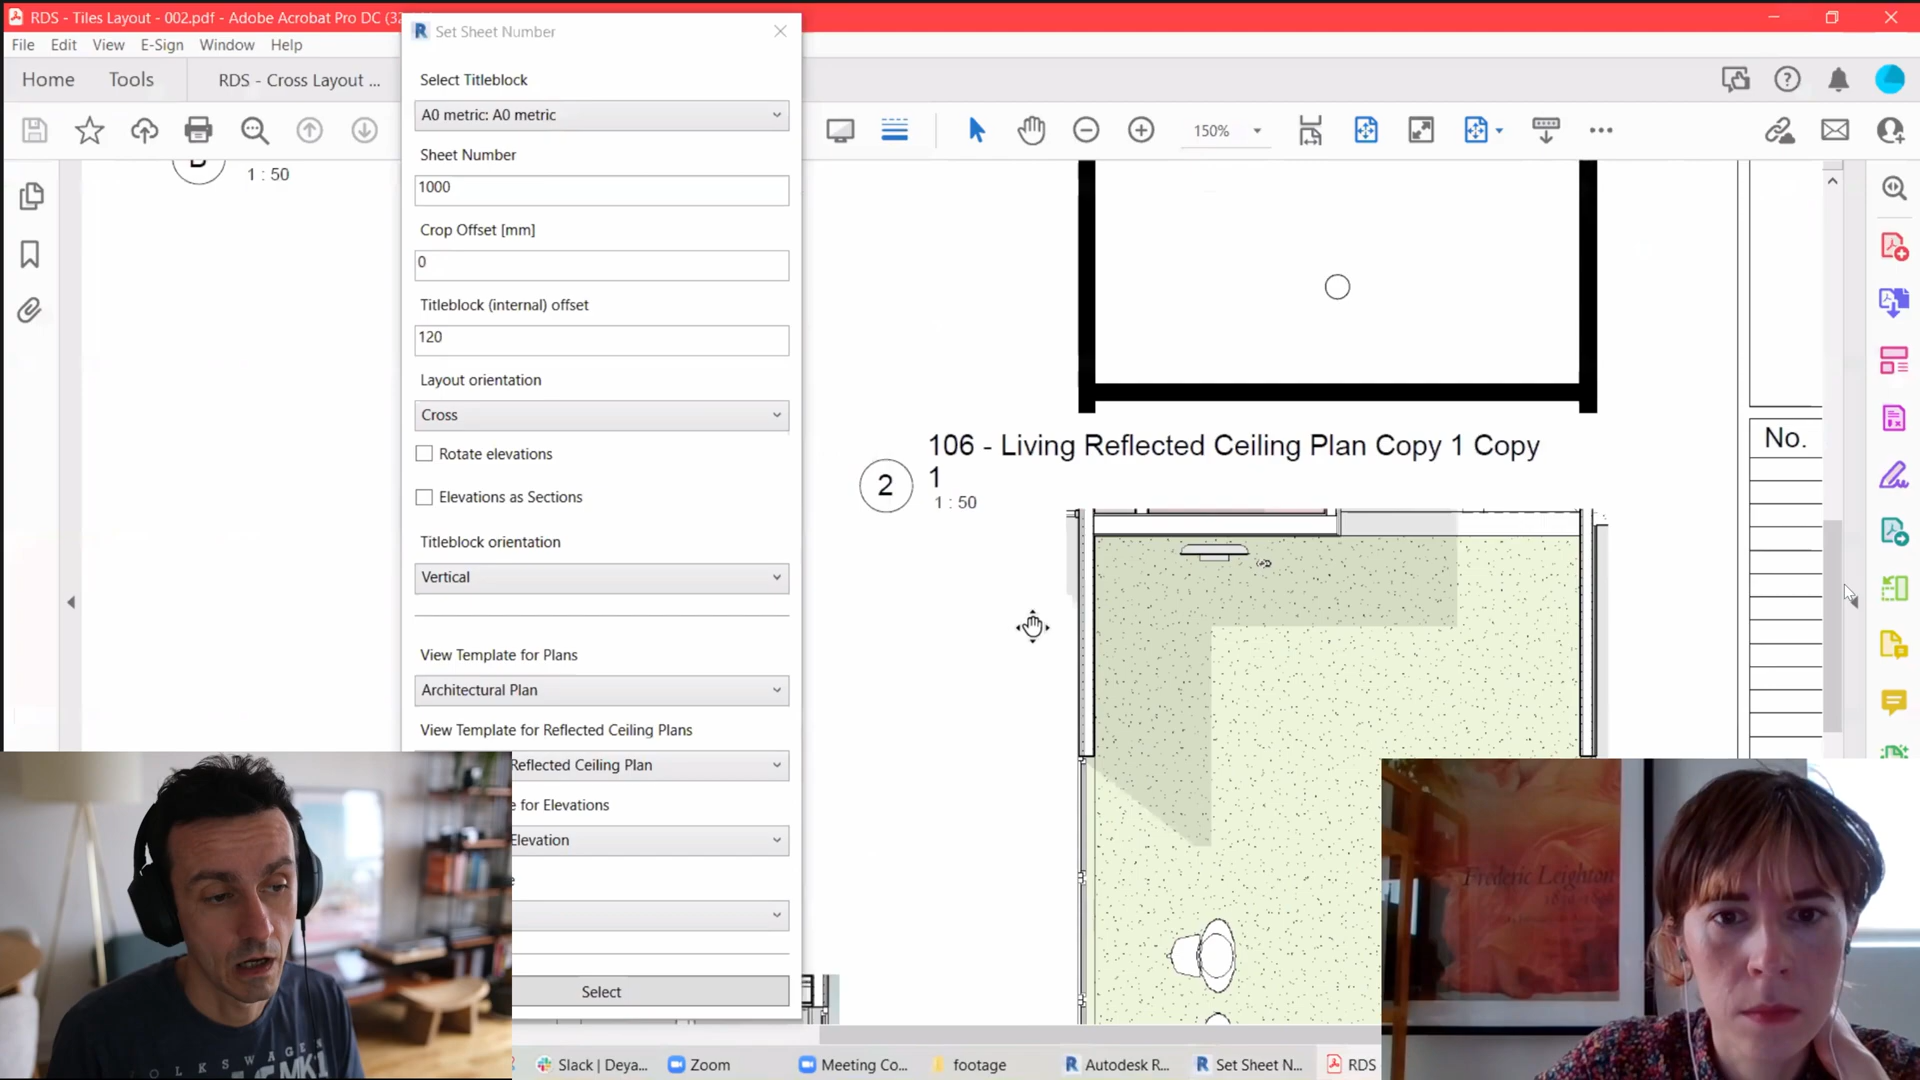 RDS - Tiles Layout - 002.pdf - Adobe Acrobat Pro DC (32
File Edit View E-Sign Window Help
Home Tools RDS - Cross Layout ...
150%
1 : 50
R Set Sheet Number
Select Titleblock
A0 metric: A0 metric
Sheet Number
1000
Crop Offset [mm]
0
Titleblock (internal) offset
120
Layout orientation
Cross
Rotate elevations
Elevations as Sections
Titleblock orientation
Vertical
View Template for Plans
Architectural Plan
View Template for Reflected Ceiling Plans
Reflected Ceiling Plan
for Elevations
Elevation
Select
106 - Living Reflected Ceiling Plan Copy 1 Copy
1
2
1 : 50
No.
Frederic Leighton
VOLKSWAGEN
MK1
Slack | Deya... Zoom Meeting Co... footage R Autodesk R... R Set Sheet N... RDS